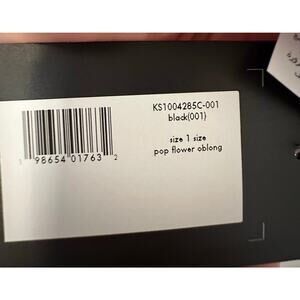 KS1004285C-001
black(001)
size 1 size
pop flower oblong
1 98654 01763 2